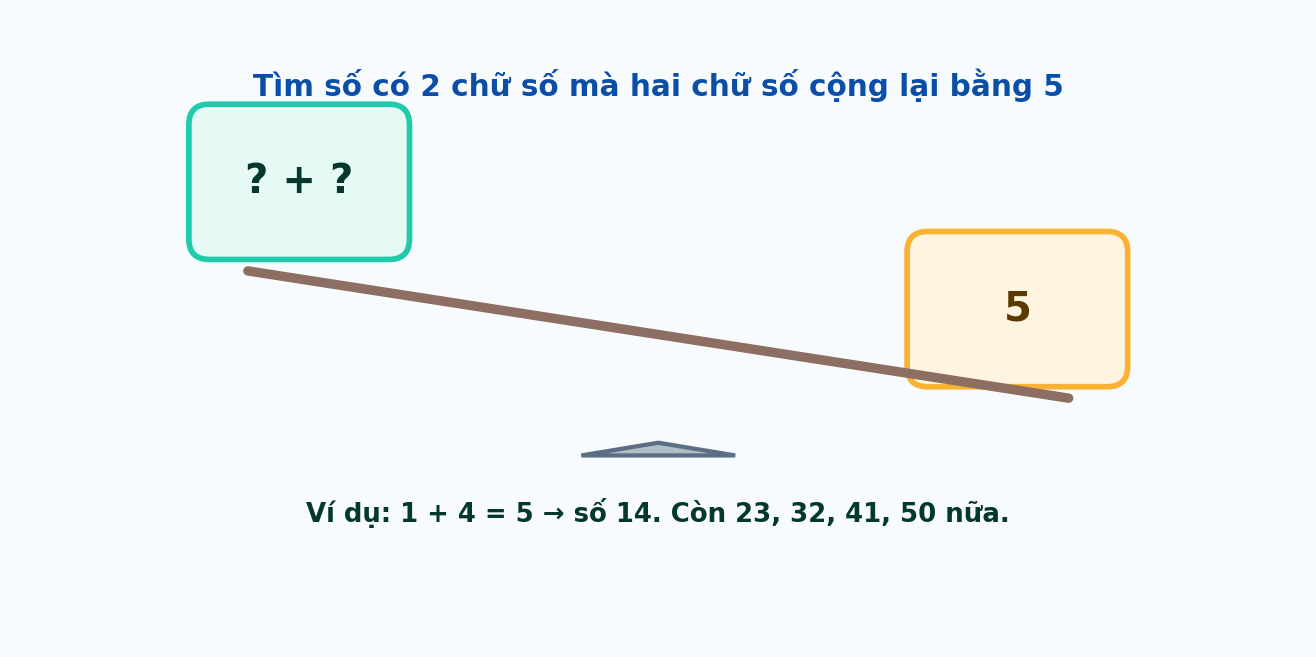 Tìm số có 2 chữ số mà hai chữ số cộng lại bằng 5
? + ?
5
Ví dụ: 1 + 4 = 5 → số 14. Còn 23, 32, 41, 50 nữa.